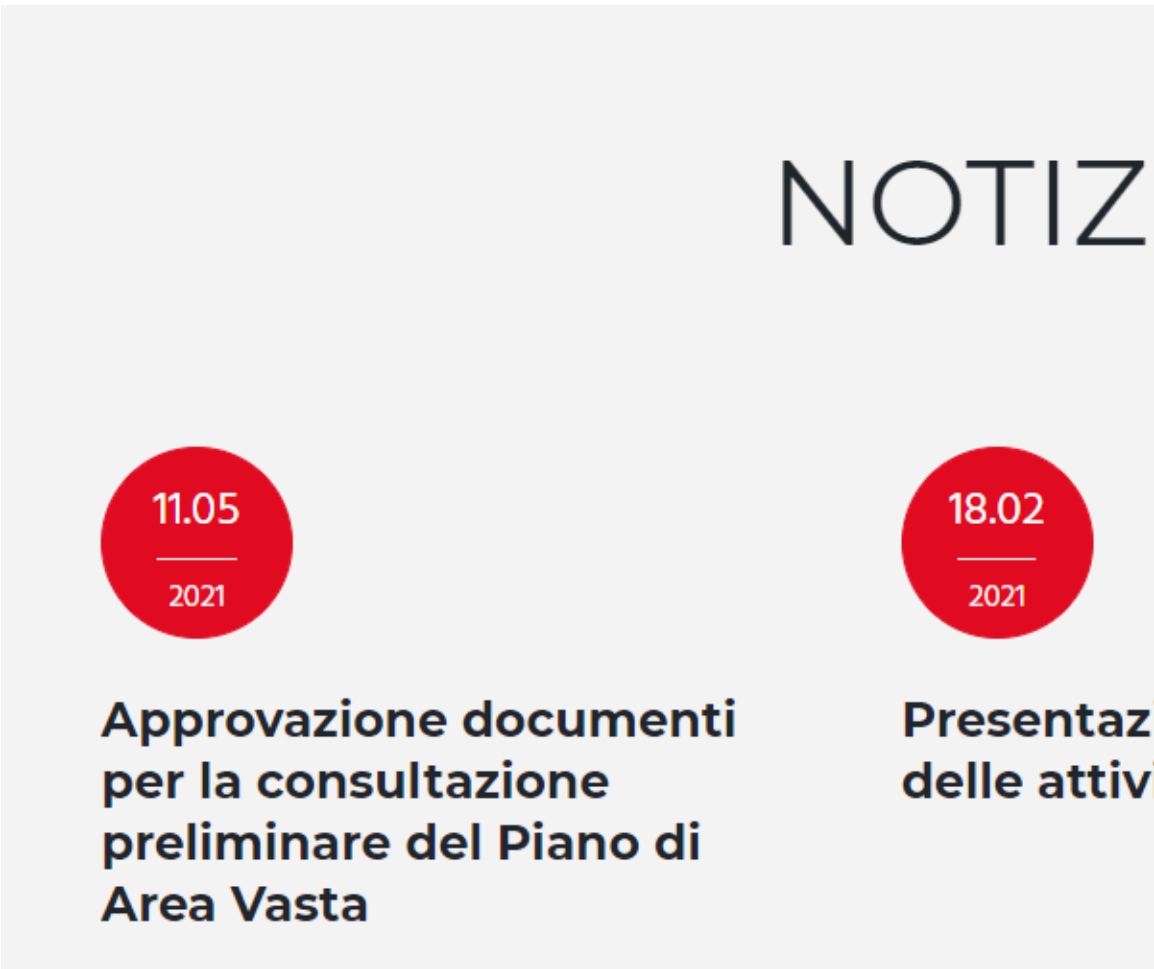 NOTIZ
11.05
2021
18.02
2021
Approvazione documenti
per la consultazione
preliminare del Piano di
Area Vasta
Presentazi
delle attivi